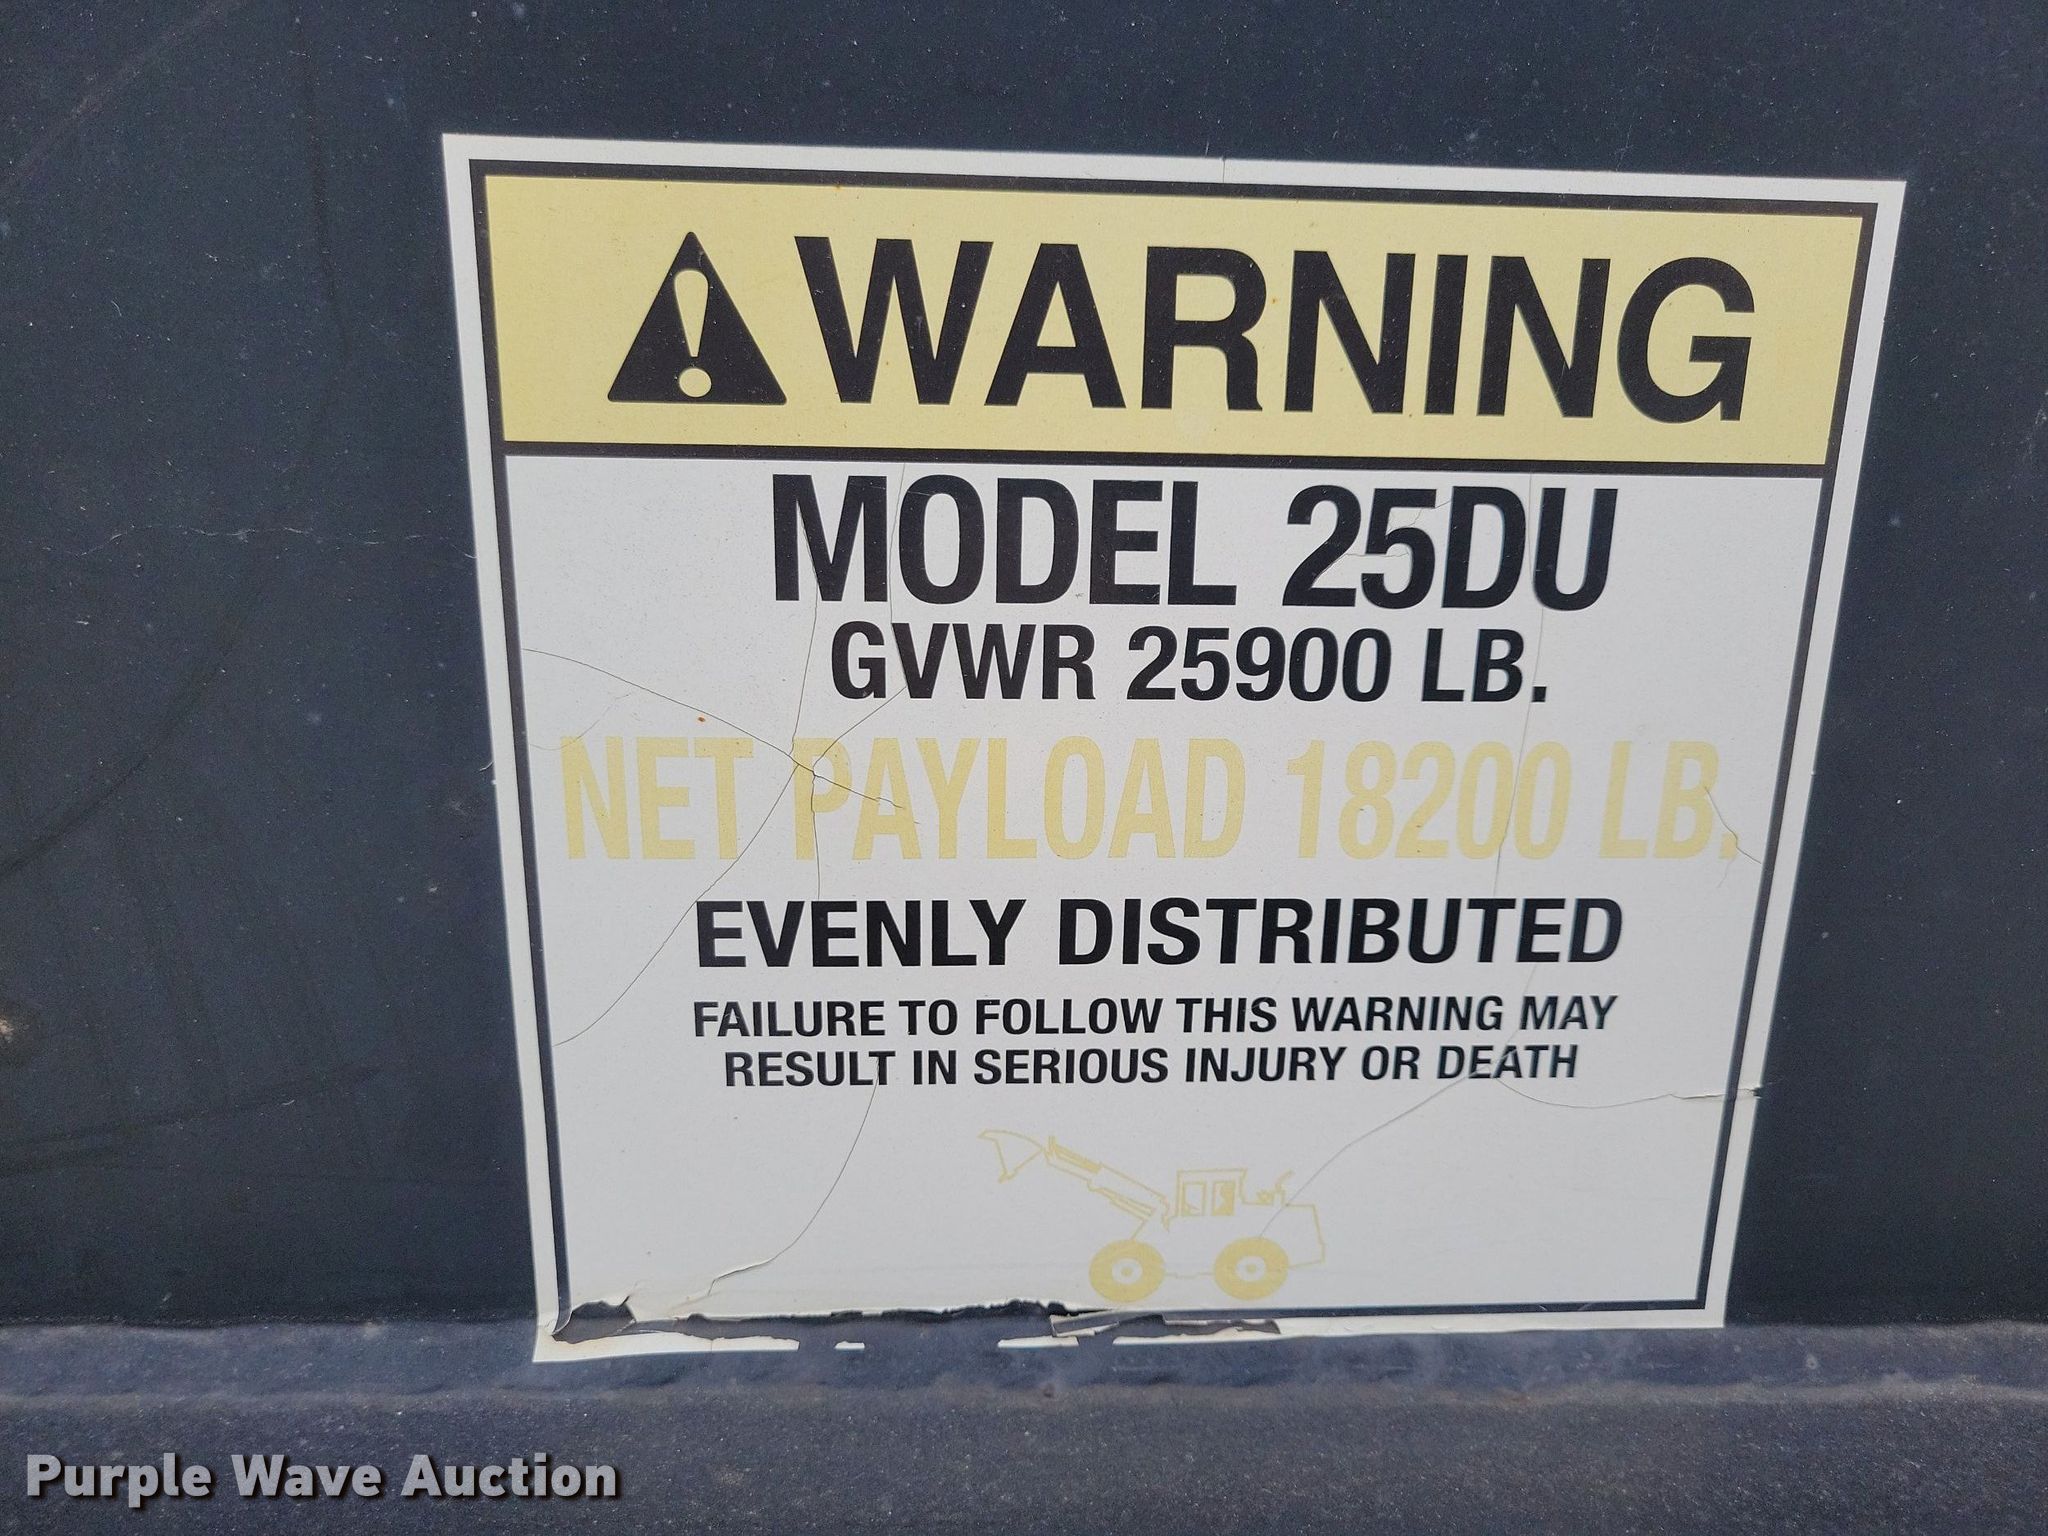 WARNING
MODEL 25DU
GVWR 25900 LB.
NET PAYLOAD 18200 LB.
EVENLY DISTRIBUTED
FAILURE TO FOLLOW THIS WARNING MAY
RESULT IN SERIOUS INJURY OR DEATH
Purple Wave Auction